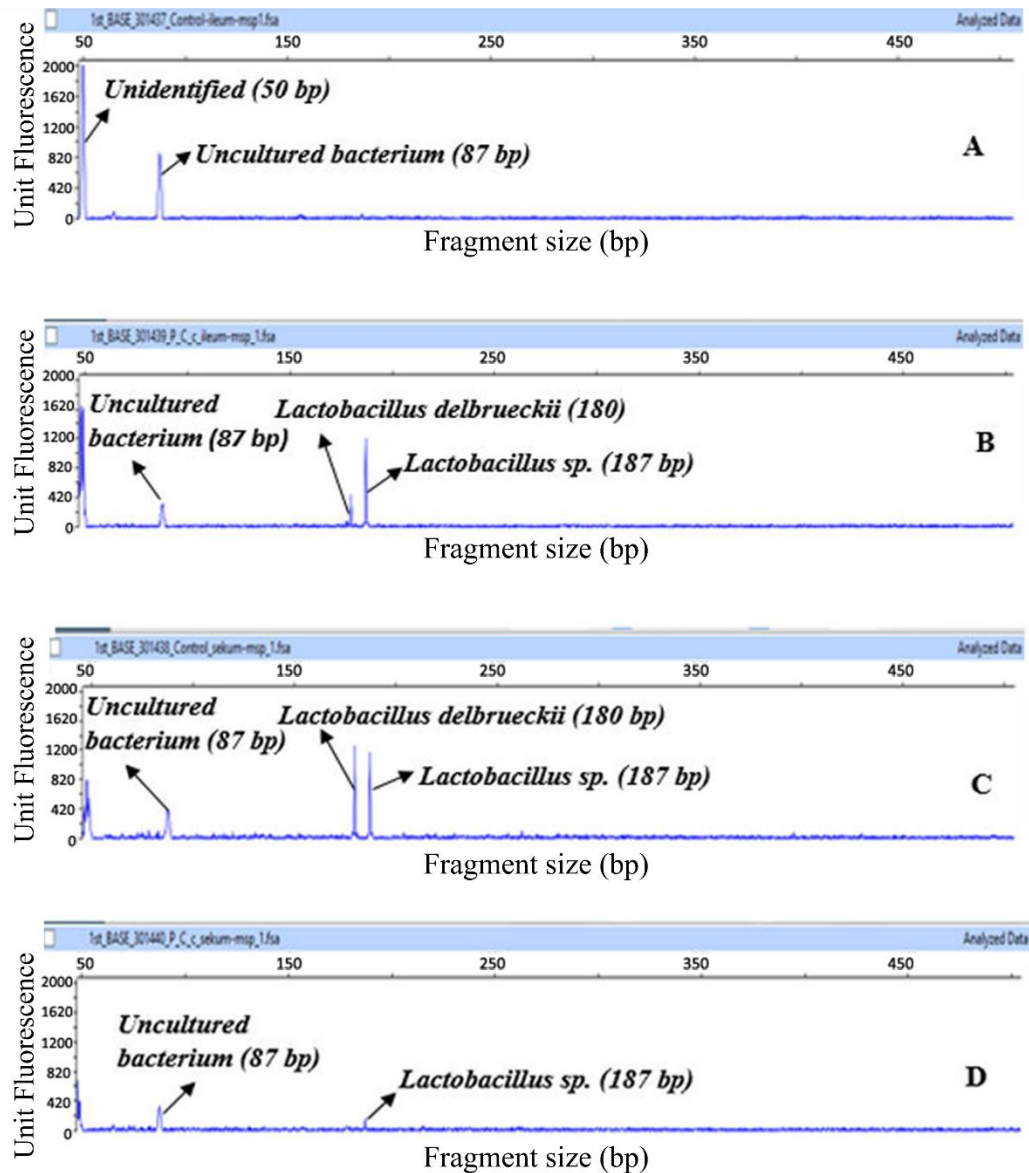 1st_BASE_301437_Control-ileum-msp1.fsa Analyzed Data
50 150 250 350 450
Unit Fluorescence
2000
1620
1200
820
420
0
Unidentified (50 bp)
Uncultured bacterium (87 bp)
A
Fragment size (bp)
1st_BASE_301439_P_C_c_ileum-msp_1.fsa Analyzed Data
50 150 250 350 450
Unit Fluorescence
2000
1620
1200
820
420
0
Uncultured
bacterium (87 bp)
Lactobacillus delbrueckii (180)
Lactobacillus sp. (187 bp)
B
Fragment size (bp)
1st_BASE_301438_Control_sekum-msp_1.fsa Analyzed Data
50 150 250 350 450
Unit Fluorescence
2000
1620
1200
820
420
0
Uncultured
bacterium (87 bp)
Lactobacillus delbrueckii (180 bp)
Lactobacillus sp. (187 bp)
C
Fragment size (bp)
1st_BASE_301440_P_C_c_sekum-msp_1.fsa Analyzed Data
50 150 250 350 450
Unit Fluorescence
2000
1620
1200
820
420
0
Uncultured
bacterium (87 bp)
Lactobacillus sp. (187 bp)
D
Fragment size (bp)